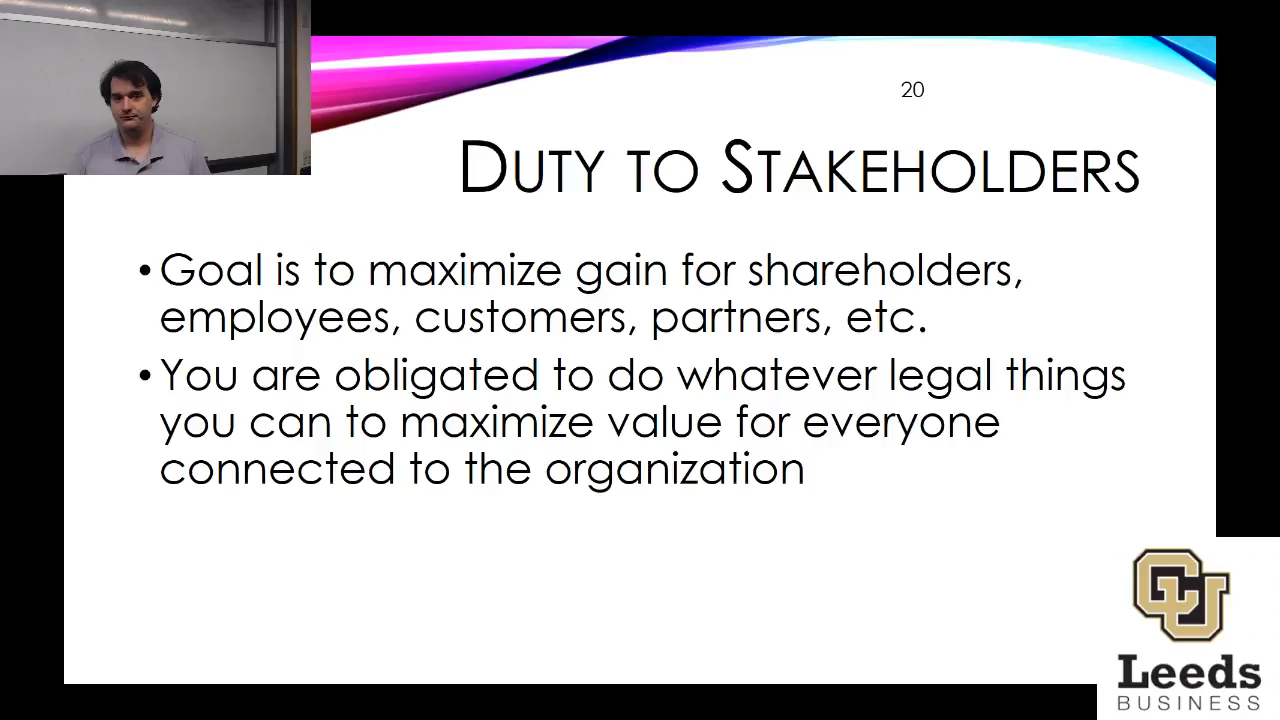 20
DUTY TO STAKEHOLDERS
• Goal is to maximize gain for shareholders,
employees, customers, partners, etc.
• You are obligated to do whatever legal things
you can to maximize value for everyone
connected to the organization
CU
Leeds
BUSINESS